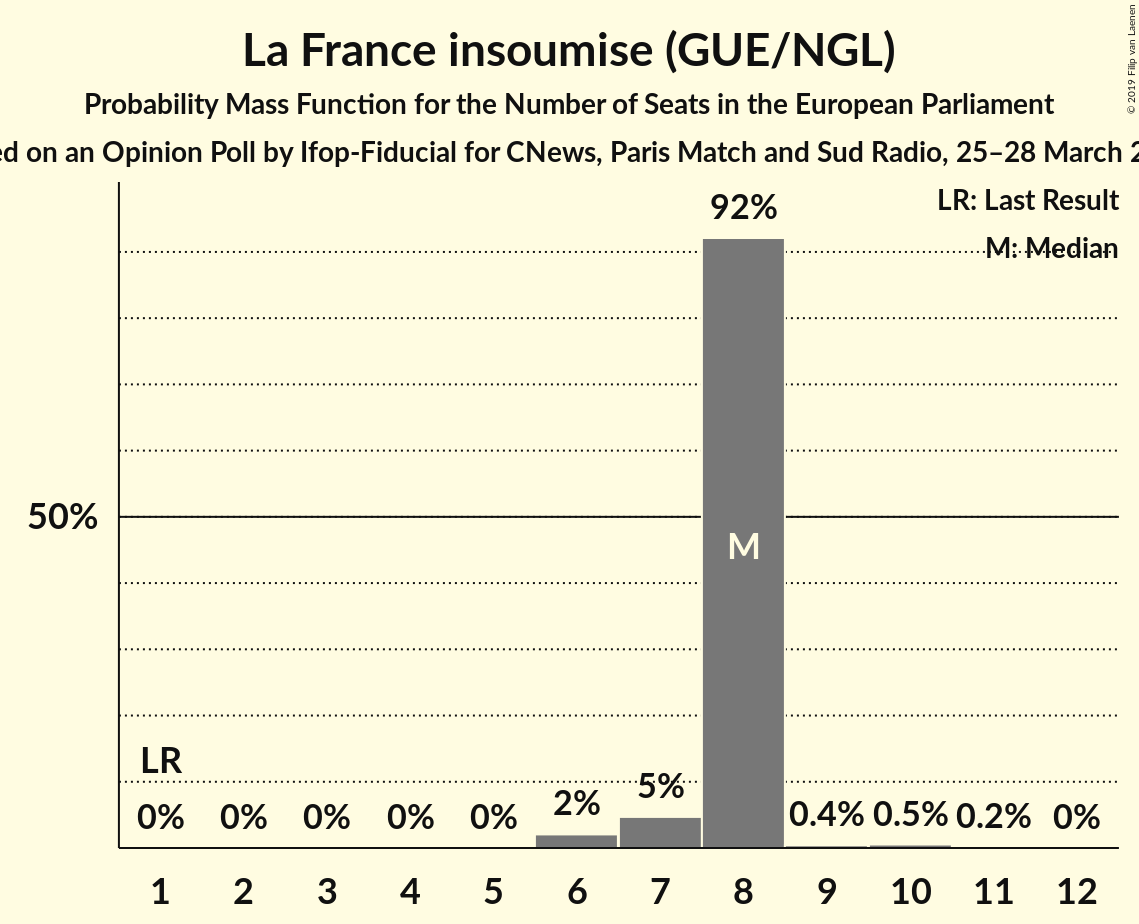 La France insoumise (GUE/NGL)
Probability Mass Function for the Number of Seats in the European Parliament
on an Opinion Poll by Ifop-Fiducial for CNews, Paris Match and Sud Radio, 25–28 March
© 2019 Filip van Laenen
LR: Last Result
M: Median
92%
50%
M
LR
0% 0% 0% 0% 0% 2% 5% 0.4% 0.5% 0.2% 0%
1 2 3 4 5 6 7 8 9 10 11 12